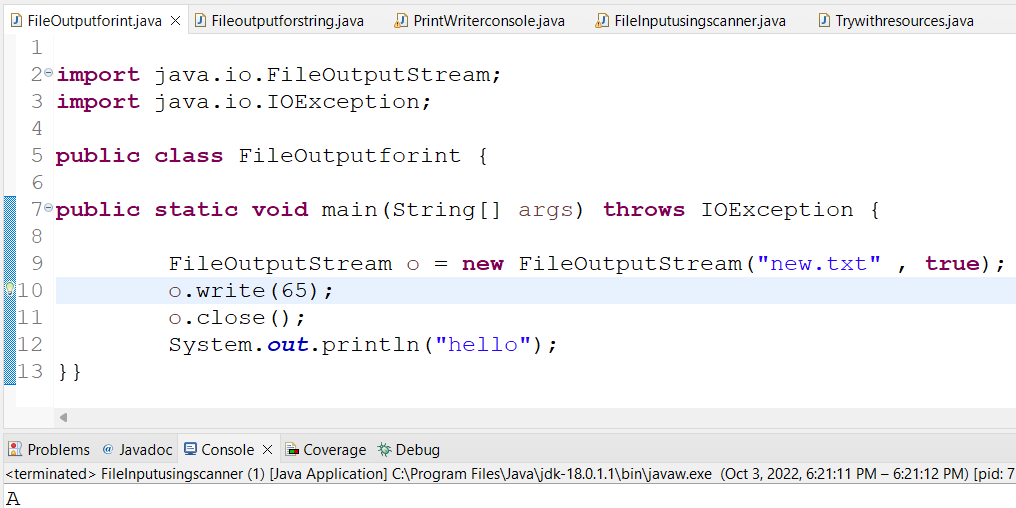 FileOutputforint.java Fileoutputforstring.java PrintWriterconsole.java FileInputusingscanner.java Trywithresources.java
1
2 import java.io.FileOutputStream;
3 import java.io.IOException;
4
5 public class FileOutputforint {
6
7 public static void main(String[] args) throws IOException {
8
9 FileOutputStream o = new FileOutputStream("new.txt" , true);
10 o.write(65);
11 o.close();
12 System.out.println("hello");
13 }}
Problems @ Javadoc Console Coverage Debug
<terminated> FileInputusingscanner (1) [Java Application] C:\Program Files\Java\jdk-18.0.1.1\bin\javaw.exe (Oct 3, 2022, 6:21:11 PM – 6:21:12 PM) [pid: 7
A